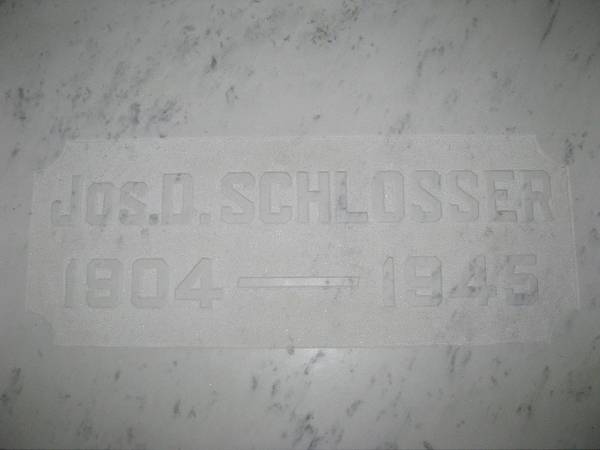 Jos. D. SCHLOSSER
1904 — 1945